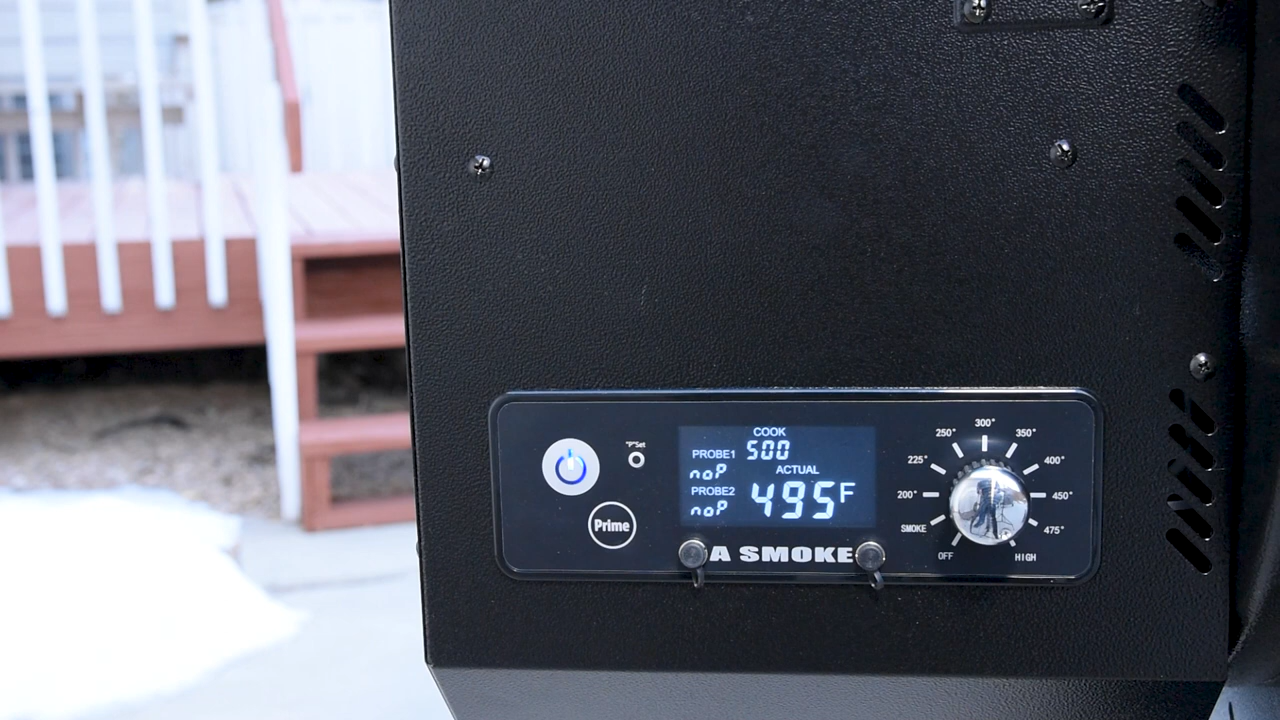 "P"Set
Prime
COOK
PROBE1 500
noP ACTUAL
PROBE2 495F
noP
A SMOKE
OFF
SMOKE
200°
225°
250°
300°
350°
400°
450°
475°
HIGH